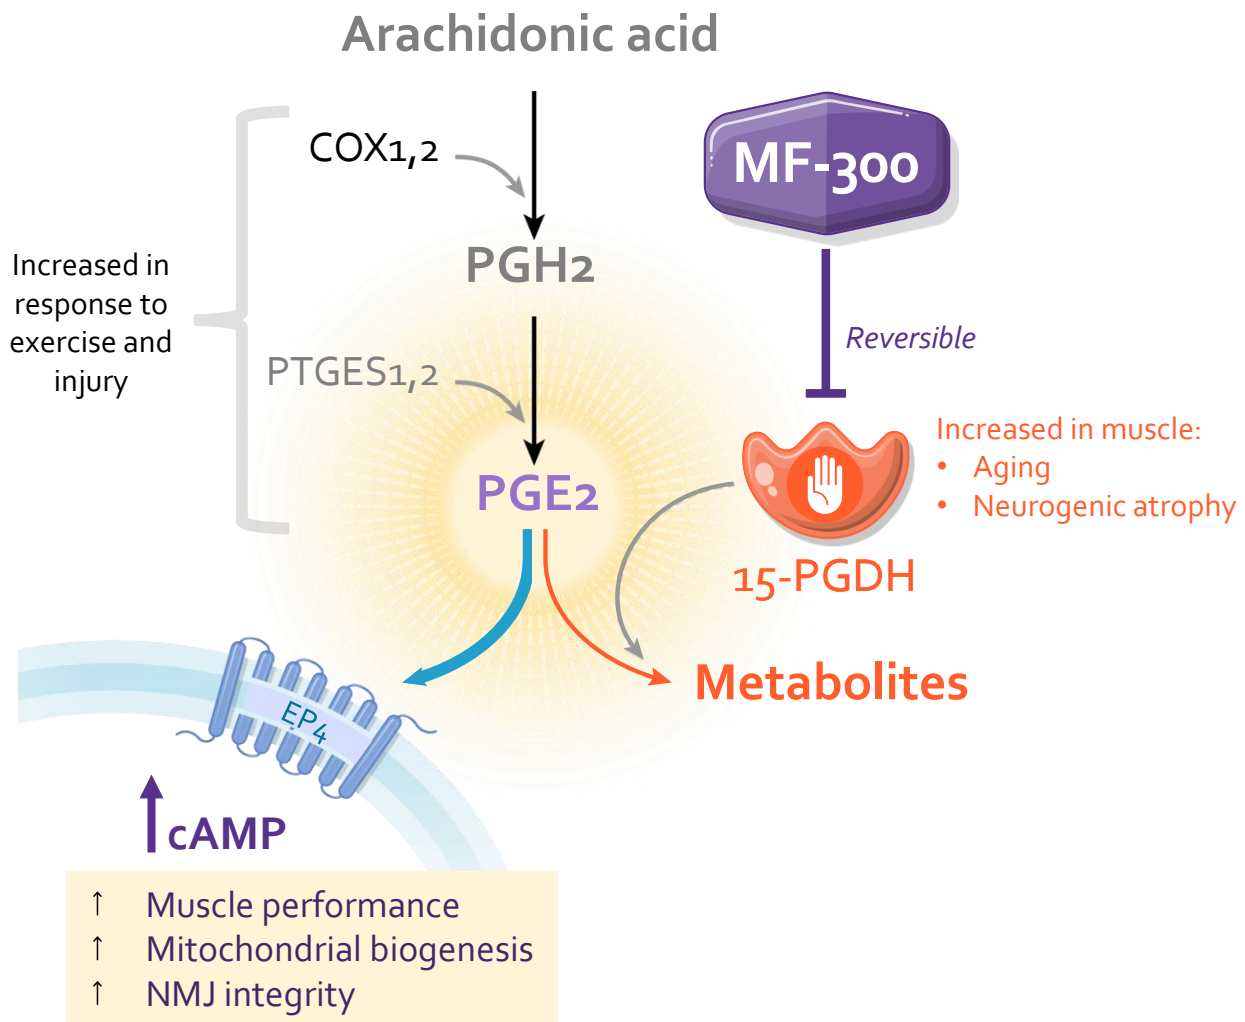 Arachidonic acid
COX1,2
MF-300
PGH2
Increased in
response to
exercise and
injury
Reversible
PTGES1,2
Increased in muscle:
• Aging
• Neurogenic atrophy
PGE2
15-PGDH
Metabolites
EP4
cAMP
↑ Muscle performance
↑ Mitochondrial biogenesis
↑ NMJ integrity